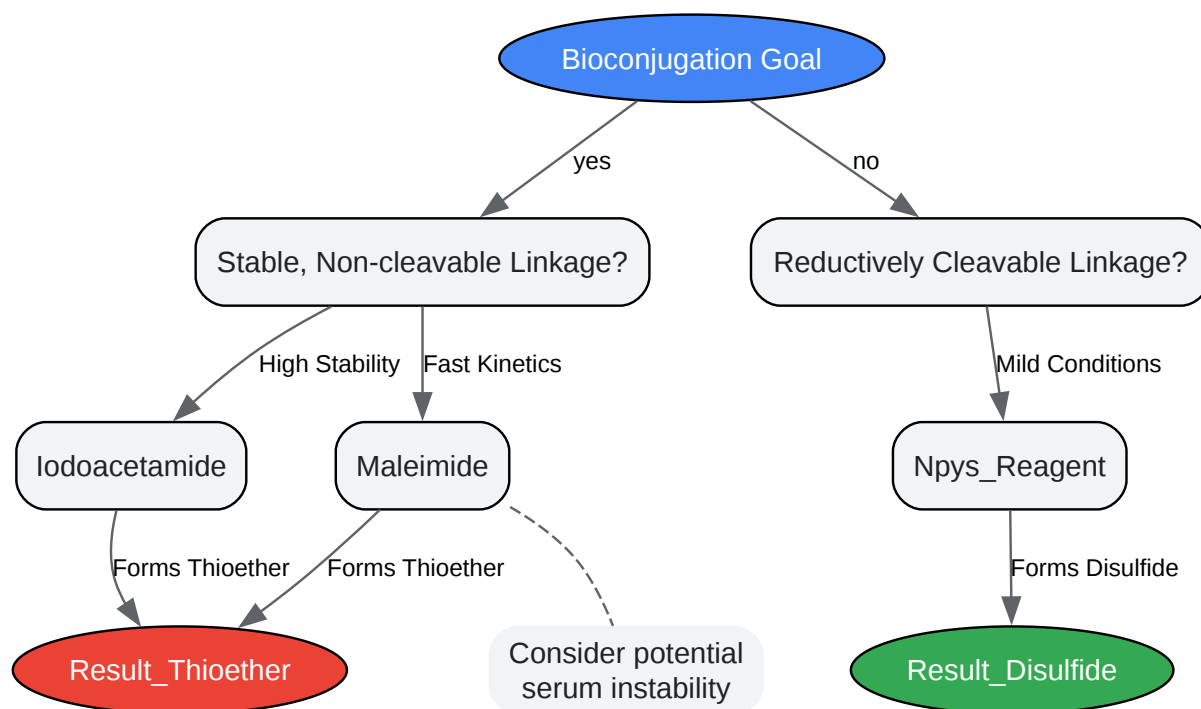 Bioconjugation Goal
yes
no
Stable, Non-cleavable Linkage?
Reductively Cleavable Linkage?
High Stability
Fast Kinetics
Mild Conditions
Iodoacetamide
Maleimide
Npys_Reagent
Forms Thioether
Forms Thioether
Forms Disulfide
Result_Thioether
Consider potential
serum instability
Result_Disulfide